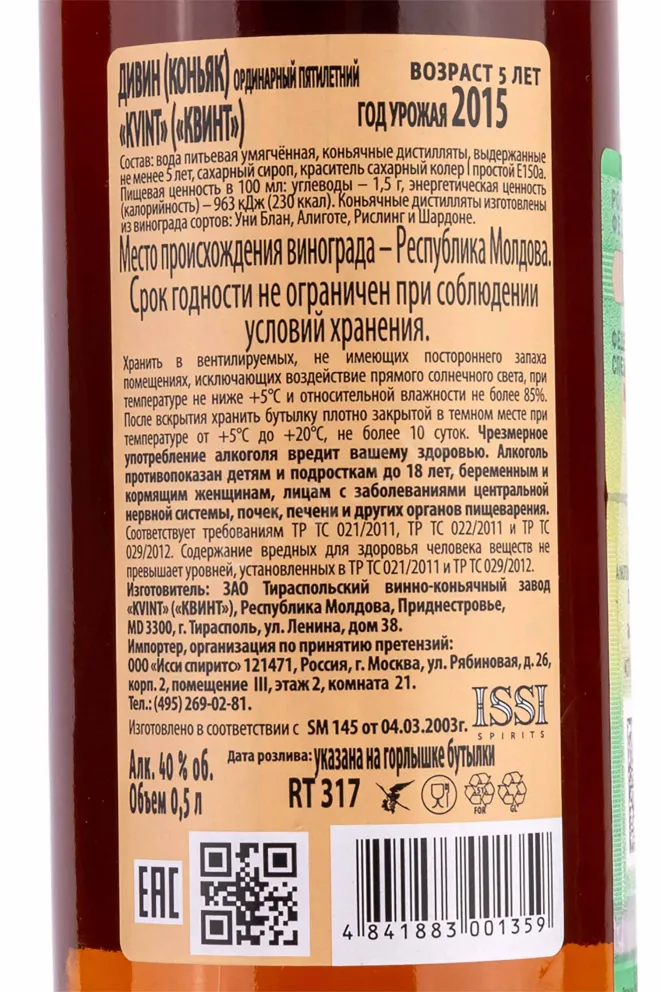 ДИВИН (КОНЬЯК) ОРДИНАРНЫЙ ПЯТИЛЕТНИЙ
«KVINT» («КВИНТ»)
ВОЗРАСТ 5 ЛЕТ
ГОД УРОЖАЯ 2015
Состав: вода питьевая умягчённая, коньячные дистилляты, выдержанные
не менее 5 лет, сахарный сироп, краситель сахарный колер I простой Е150а.
Пищевая ценность в 100 мл: углеводы – 1,5 г, энергетическая ценность
(калорийность) – 963 кДж (230 ккал). Коньячные дистилляты изготовлены
из винограда сортов: Уни Блан, Алиготе, Рислинг и Шардоне.
Место происхождения винограда – Республика Молдова.
Срок годности не ограничен при соблюдении
условий хранения.
Хранить в вентилируемых, не имеющих постороннего запаха
помещениях, исключающих воздействие прямого солнечного света, при
температуре не ниже +5°С и относительной влажности не более 85%.
После вскрытия хранить бутылку плотно закрытой в темном месте при
температуре от +5°С до +20°С, не более 10 суток. Чрезмерное
употребление алкоголя вредит вашему здоровью. Алкоголь
противопоказан детям и подросткам до 18 лет, беременным и
кормящим женщинам, лицам с заболеваниями центральной
нервной системы, почек, печени и других органов пищеварения.
Соответствует требованиям ТР ТС 021/2011, ТР ТС 022/2011 и ТР ТС
029/2012. Содержание вредных для здоровья человека веществ не
превышает уровней, установленных в ТР ТС 021/2011 и ТР ТС 029/2012.
Изготовитель: ЗАО Тираспольский винно-коньячный завод
«KVINT» («КВИНТ»), Республика Молдова, Приднестровье,
MD 3300, г. Тирасполь, ул. Ленина, дом 38.
Импортер, организация по принятию претензий:
ООО «Исси спиритс» 121471, Россия, г. Москва, ул. Рябиновая, д. 26,
корп. 2, помещение III, этаж 2, комната 21.
Тел.: (495) 269-02-81.
ISSI
SPIRITS
Изготовлено в соответствии с SM 145 от 04.03.2003г.
Алк. 40 % об.
Объем 0,5 л
Дата розлива: указана на горлышке бутылки
RT 317
FOR
GL
EAC
4 841883 001359